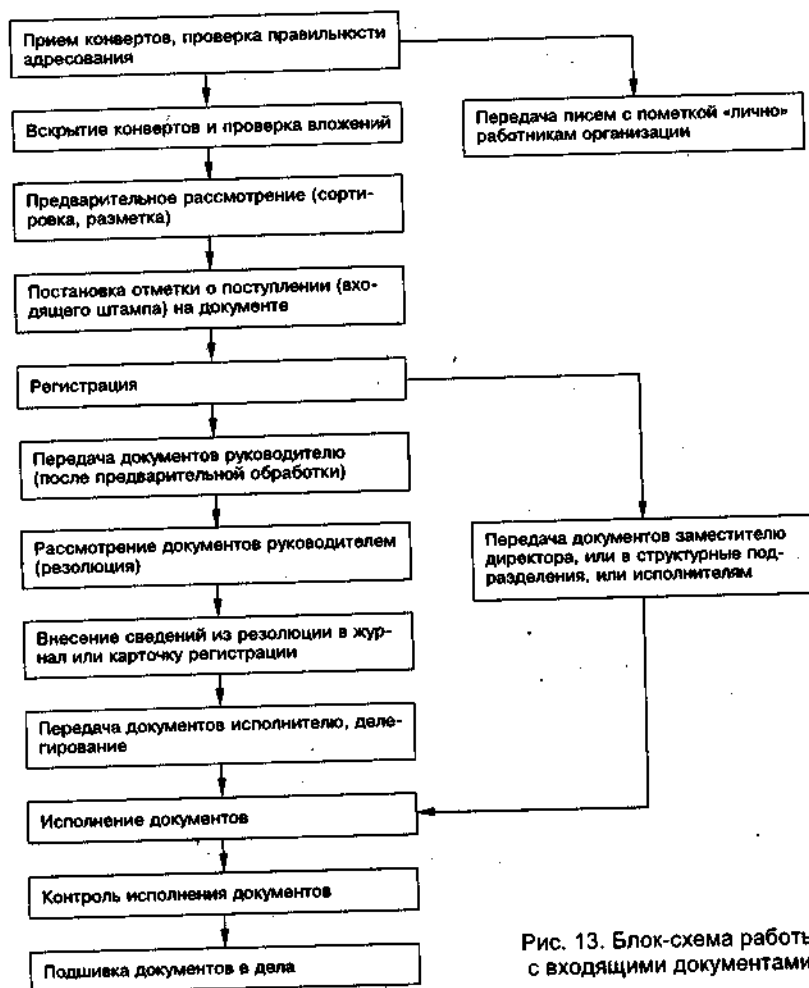 Прием конвертов, проверка правильности
адресования
Передача писем с пометкой «лично»
работникам организации
Вскрытие конвертов и проверка вложений
Предварительное рассмотрение (сорти-
ровка, разметка)
Постановка отметки о поступлении (вхо-
дящего штампа) на документе
Регистрация
Передача документов руководителю
(после предварительной обработки)
Рассмотрение документов руководителем
(резолюция)
Передача документов заместителю
директора, или в структурные под-
разделения, или исполнителям
Внесение сведений из резолюции в жур-
нал или карточку регистрации
Передача документов исполнителю, деле-
гирование
Исполнение документов
Контроль исполнения документов
Подшивка документов в дела
Рис. 13. Блок-схема работы
с входящими документами